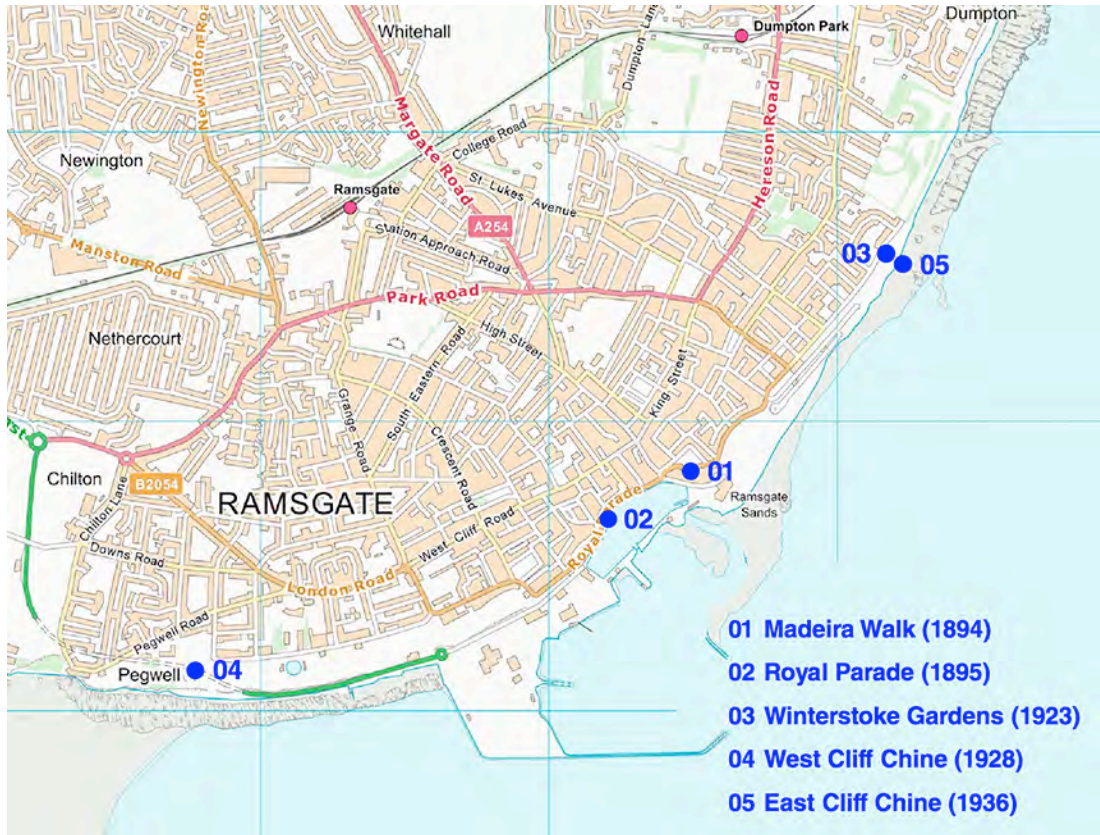 Dumpton
Dumpton Park
Whitehall
Newington Road
Dumpton Lane
Margate Road
College Road
Hereson Road
Newington
Ramsgate
St. Lukes Avenue
A254
Station Approach Road
Manston Road
03
05
Park Road
Nethercourt
High Street
South Eastern Road
King Street
Grange Road
Crescent Road
Chilton
B2054
Chilton Lane
RAMSGATE
01
Ramsgate
Sands
02
Royal Parade
West Cliff Road
Downs Road
London Road
Pegwell Road
Pegwell
04
01 Madeira Walk (1894)
02 Royal Parade (1895)
03 Winterstoke Gardens (1923)
04 West Cliff Chine (1928)
05 East Cliff Chine (1936)